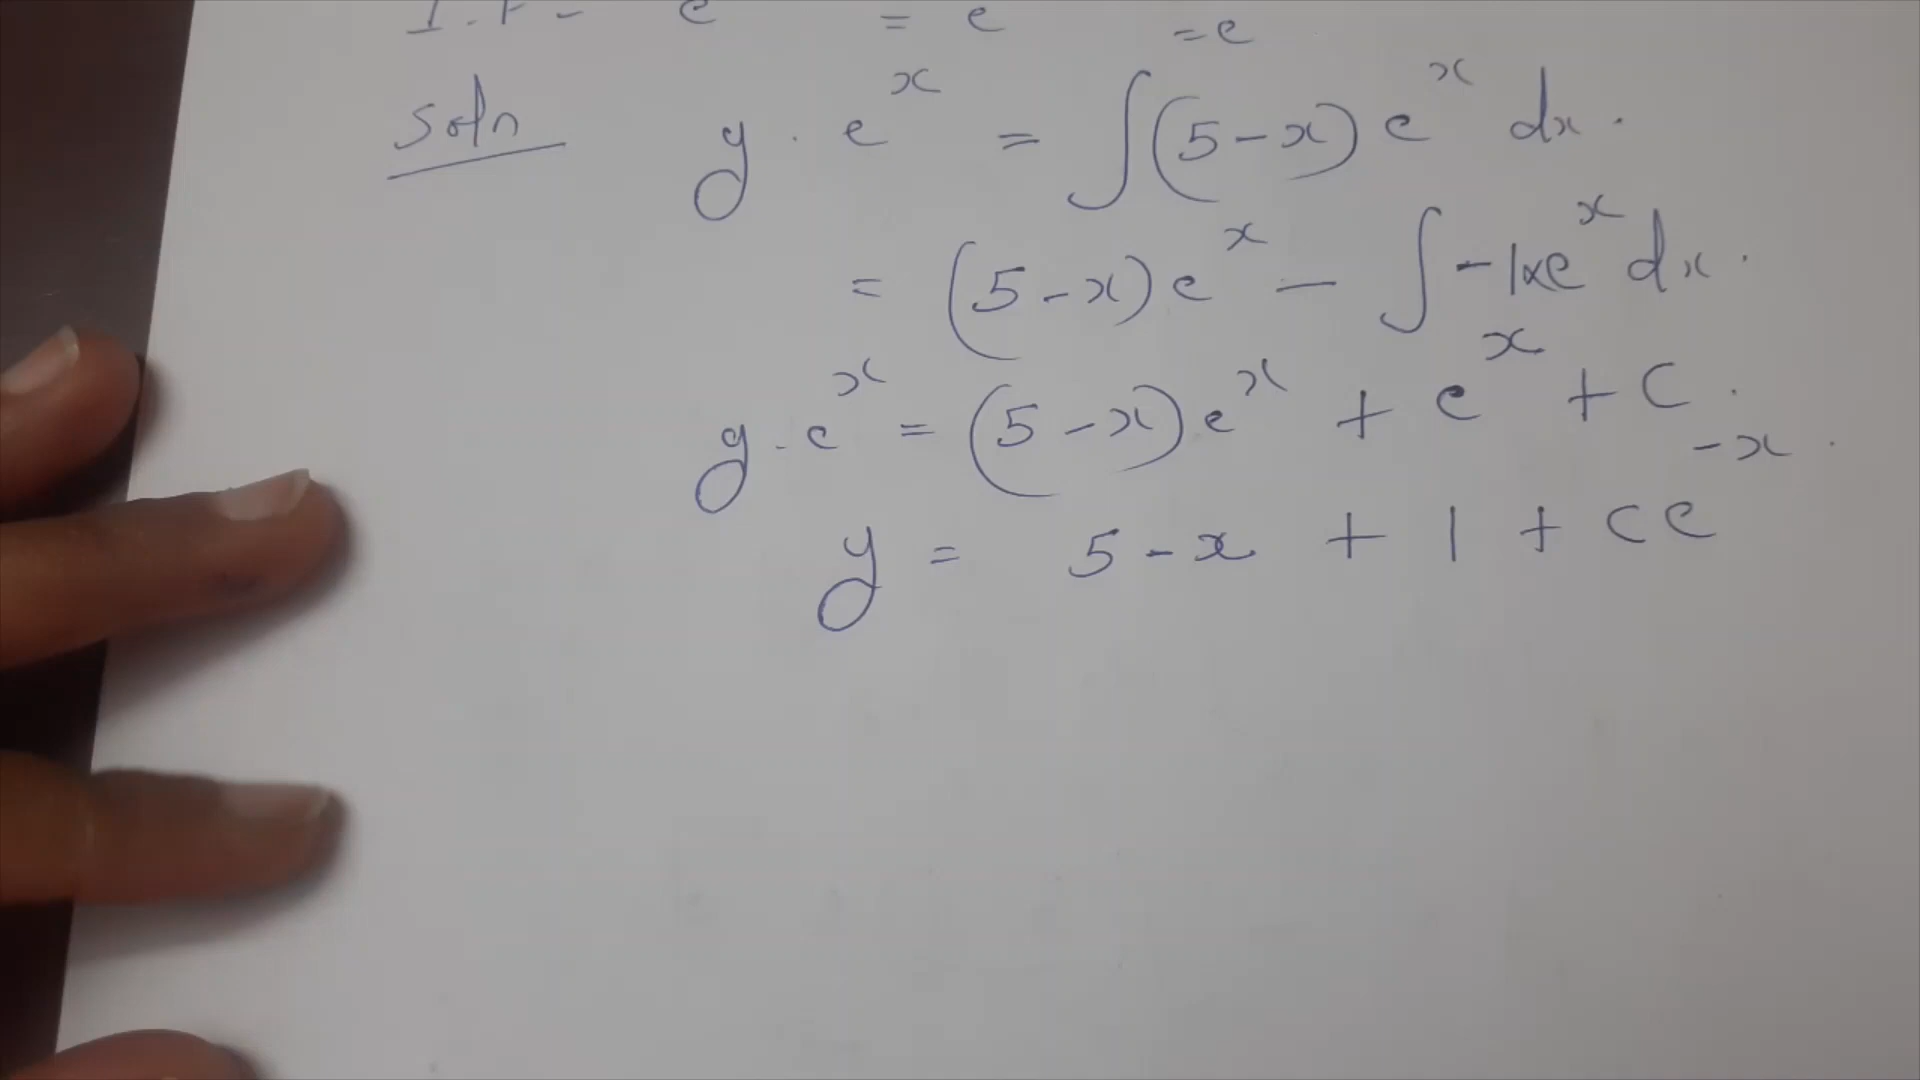 = e = e
Soln y . e^x = ∫(5-x) e^x dx.
= (5-x) e^x - ∫ -1×e^x dx.
y . e^x = (5-x) e^x + e^x + C.
y = 5-x + 1 + ce^-x.